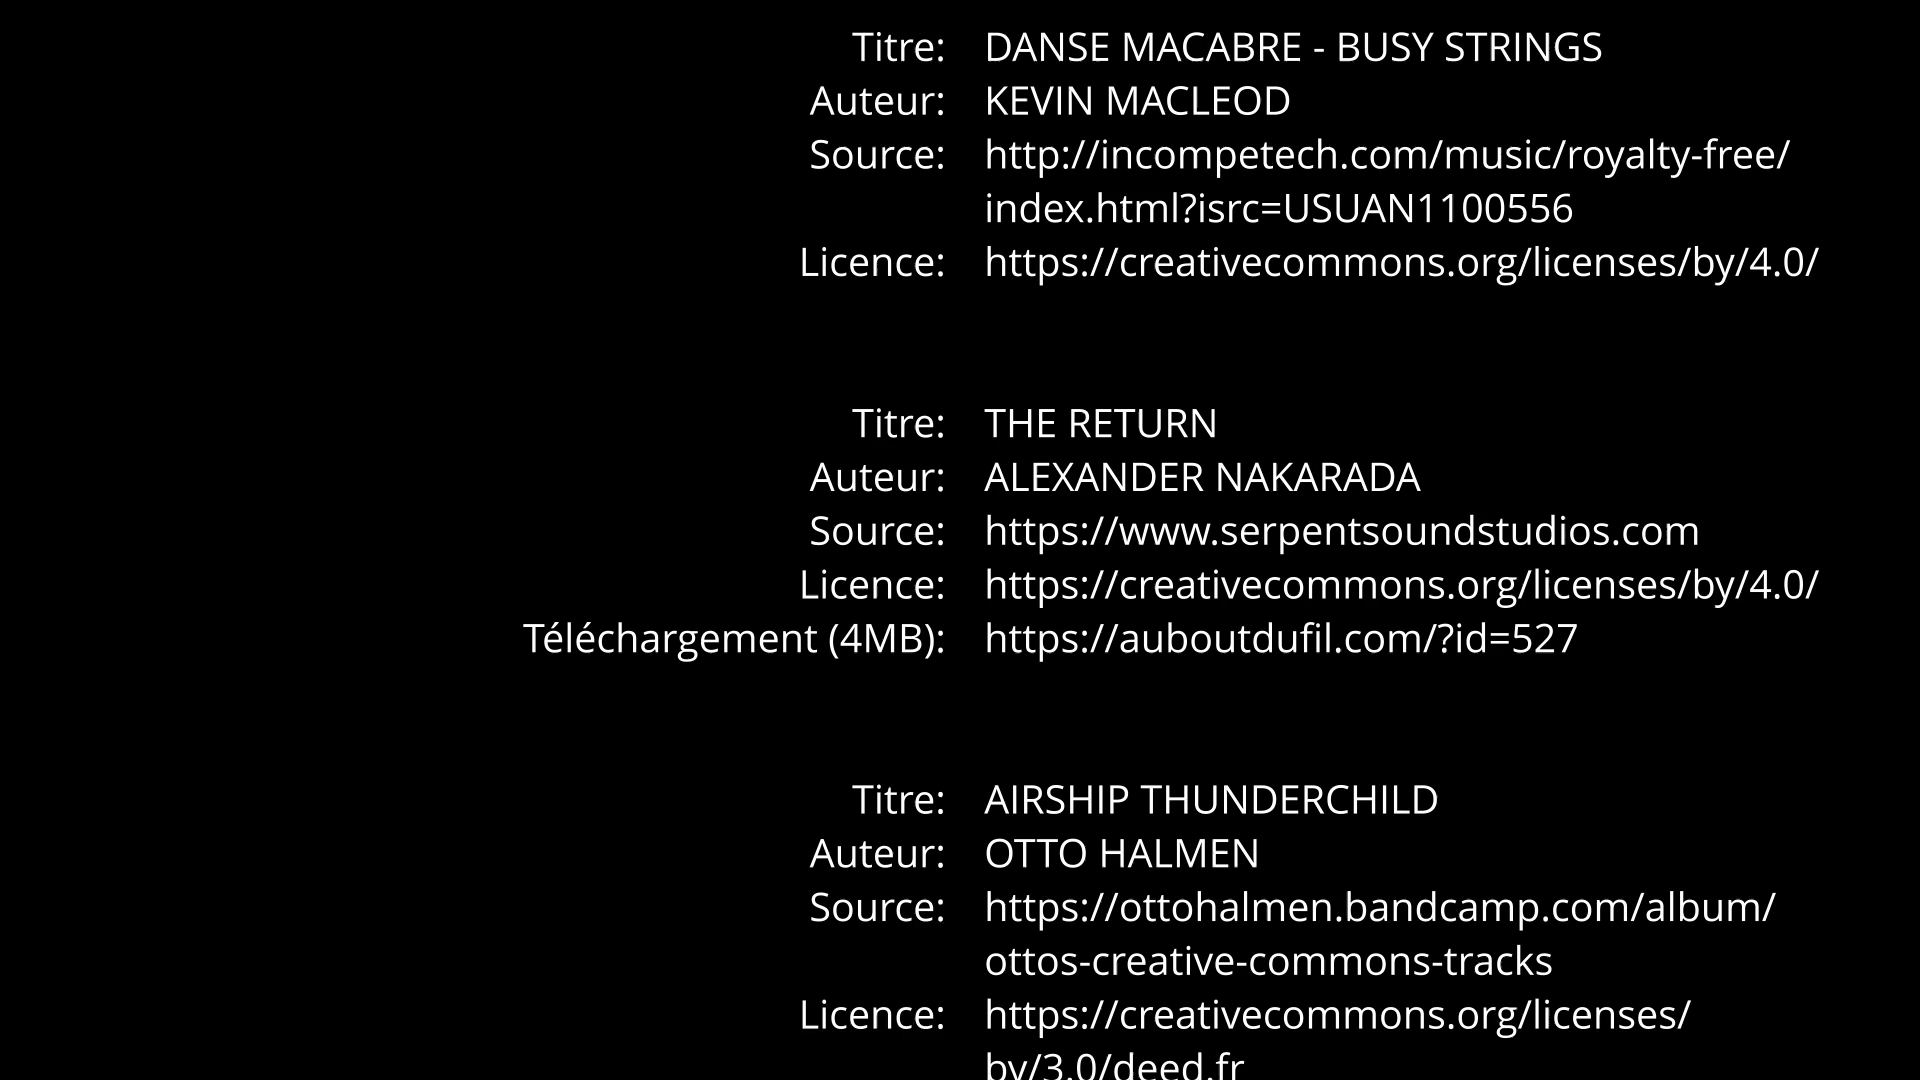 Titre: DANSE MACABRE - BUSY STRINGS
Auteur: KEVIN MACLEOD
Source: http://incompetech.com/music/royalty-free/
index.html?isrc=USUAN1100556
Licence: https://creativecommons.org/licenses/by/4.0/
Titre: THE RETURN
Auteur: ALEXANDER NAKARADA
Source: https://www.serpentsoundstudios.com
Licence: https://creativecommons.org/licenses/by/4.0/
Téléchargement (4MB): https://auboutdufil.com/?id=527
Titre: AIRSHIP THUNDERCHILD
Auteur: OTTO HALMEN
Source: https://ottohalmen.bandcamp.com/album/
ottos-creative-commons-tracks
Licence: https://creativecommons.org/licenses/
by/3.0/deed.fr